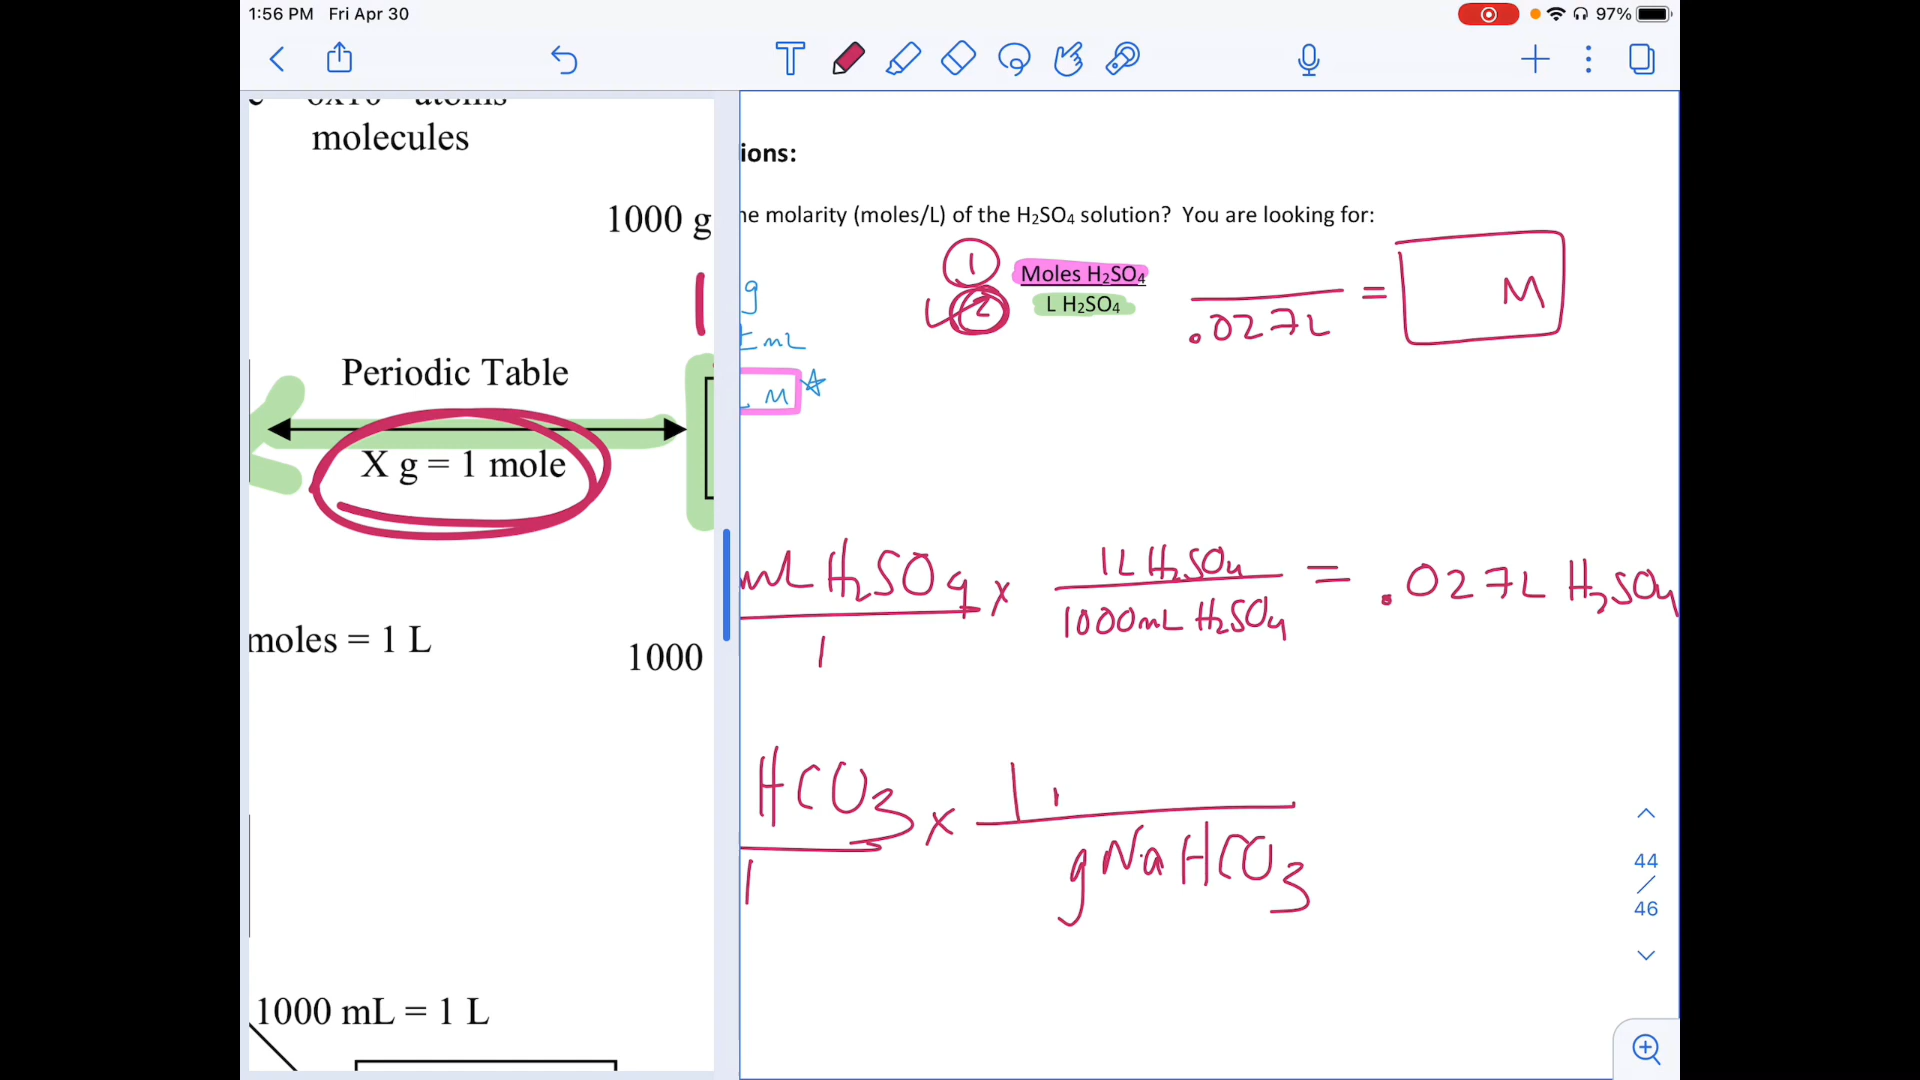 1:56 PM Fri Apr 30
97%
molecules
1000 g
Periodic Table
X g = 1 mole
moles = 1 L
1000
1000 mL = 1 L
ions:
he molarity (moles/L) of the H₂SO₄ solution? You are looking for:
1
Moles H₂SO₄
2
L H₂SO₄
.027L
=
M
g
mL
M
mL H₂SO₄ x 1L H₂SO₄ = .027L H₂SO₄
1
1000mL H₂SO₄
HCO₃ x 1
1
g NaHCO₃
44
46